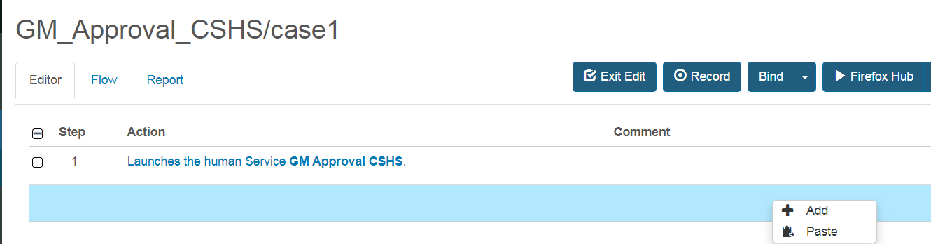 GM_Approval_CSHS/case1
Editor Flow Report Exit Edit Record Bind Firefox Hub
Step Action Comment
1 Launches the human Service GM Approval CSHS.
Add
Paste